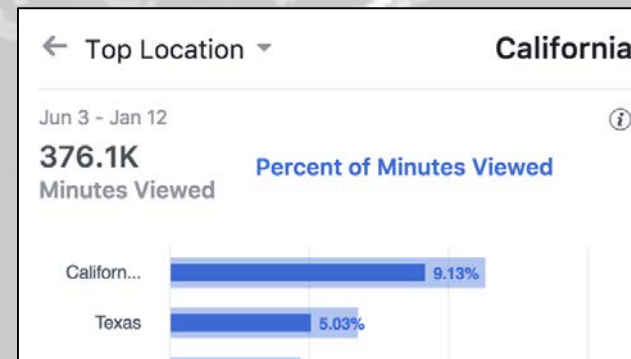 ← Top Location ▾ California
Jun 3 - Jan 12
376.1K
Minutes Viewed
Percent of Minutes Viewed
Californ... 9.13%
Texas 5.03%